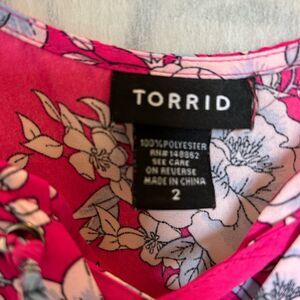 TORRID
100% POLYESTER
RN# 148862
SEE CARE
ON REVERSE
MADE IN CHINA
2